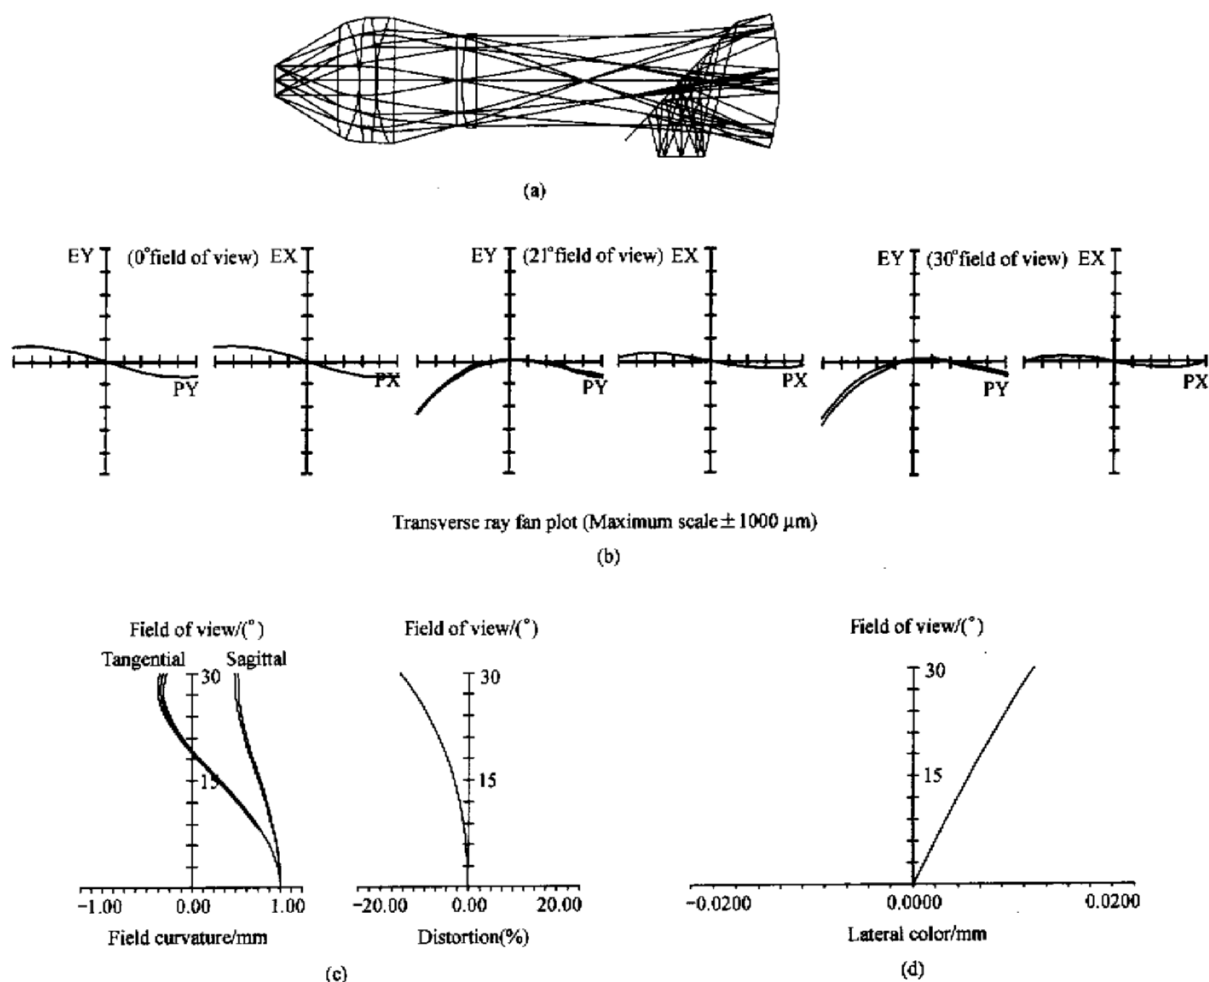 (a)
EY (0°field of view) EX EY (21°field of view) EX EY (30°field of view) EX
PY PX PY PX PY PX
Transverse ray fan plot (Maximum scale±1000 μm)
(b)
Field of view/(°) Field of view/(°) Field of view/(°)
Tangential Sagittal
30 30 30
15 15 15
-1.00 0.00 1.00 -20.00 0.00 20.00 -0.0200 0.0000 0.0200
Field curvature/mm Distortion(%) Lateral color/mm
(c) (d)